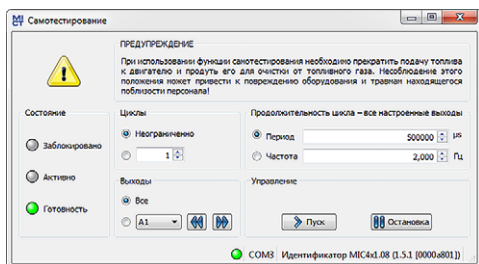 Самотестирование
ПРЕДУПРЕЖДЕНИЕ
При использовании функции самотестирования необходимо прекратить подачу топлива
к двигателю и продуть его для очистки от топливного газа. Несоблюдение этого
положения может привести к повреждению оборудования и травмам находящегося
поблизости персонала!
Состояние
Заблокировано
Активно
Готовность
Циклы
Неограниченно
1
Выходы
Все
A1
Продолжительность цикла – все настроенные выходы
Период 500000 µs
Частота 2,000 Гц
Управление
Пуск Остановка
COM3 Идентификатор MIC4x1.08 (1.5.1 [0000a801])